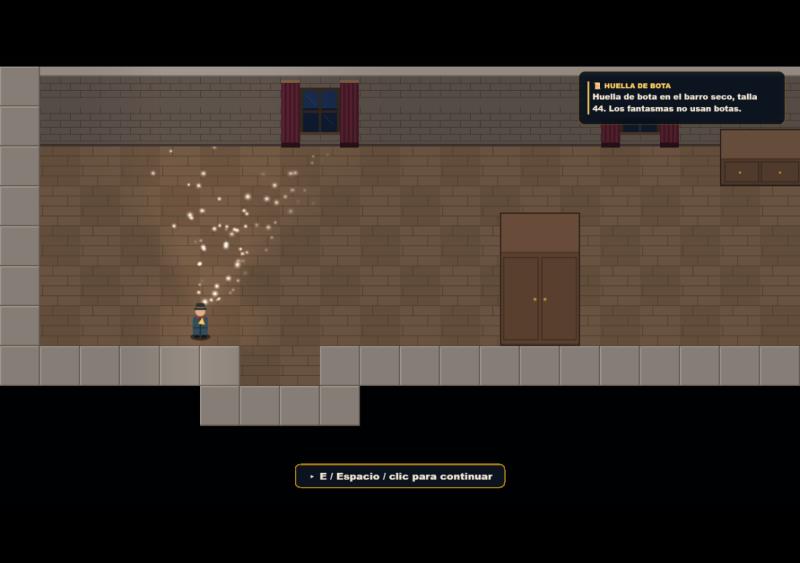 HUELLA DE BOTA
Huella de bota en el barro seco, talla
44. Los fantasmas no usan botas.
▸ E / Espacio / clic para continuar